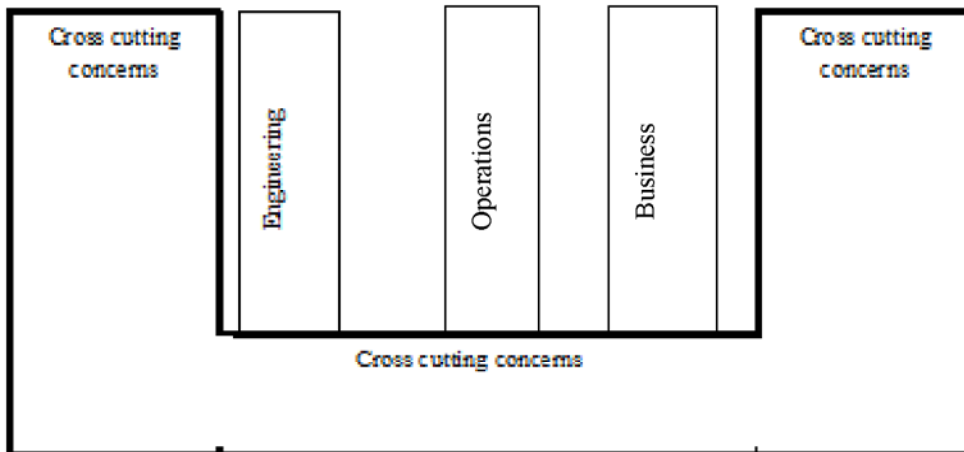 Cross cutting
concerns
Engineering
Operations
Business
Cross cutting
concerns
Cross cutting concerns